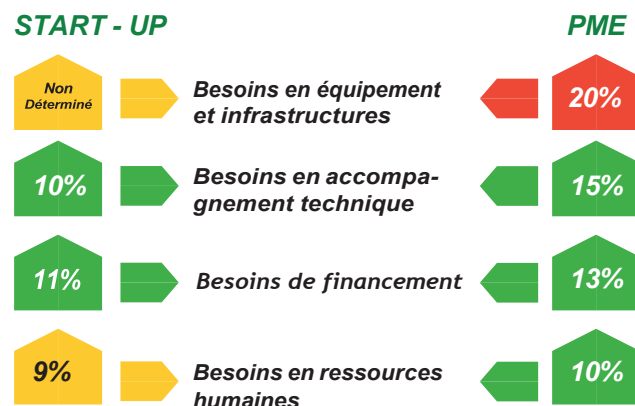 START - UP
PME
Non
Déterminé
Besoins en équipement
et infrastructures
20%
10%
Besoins en accompa-
gnement technique
15%
11%
Besoins de financement
13%
9%
Besoins en ressources
humaines
10%